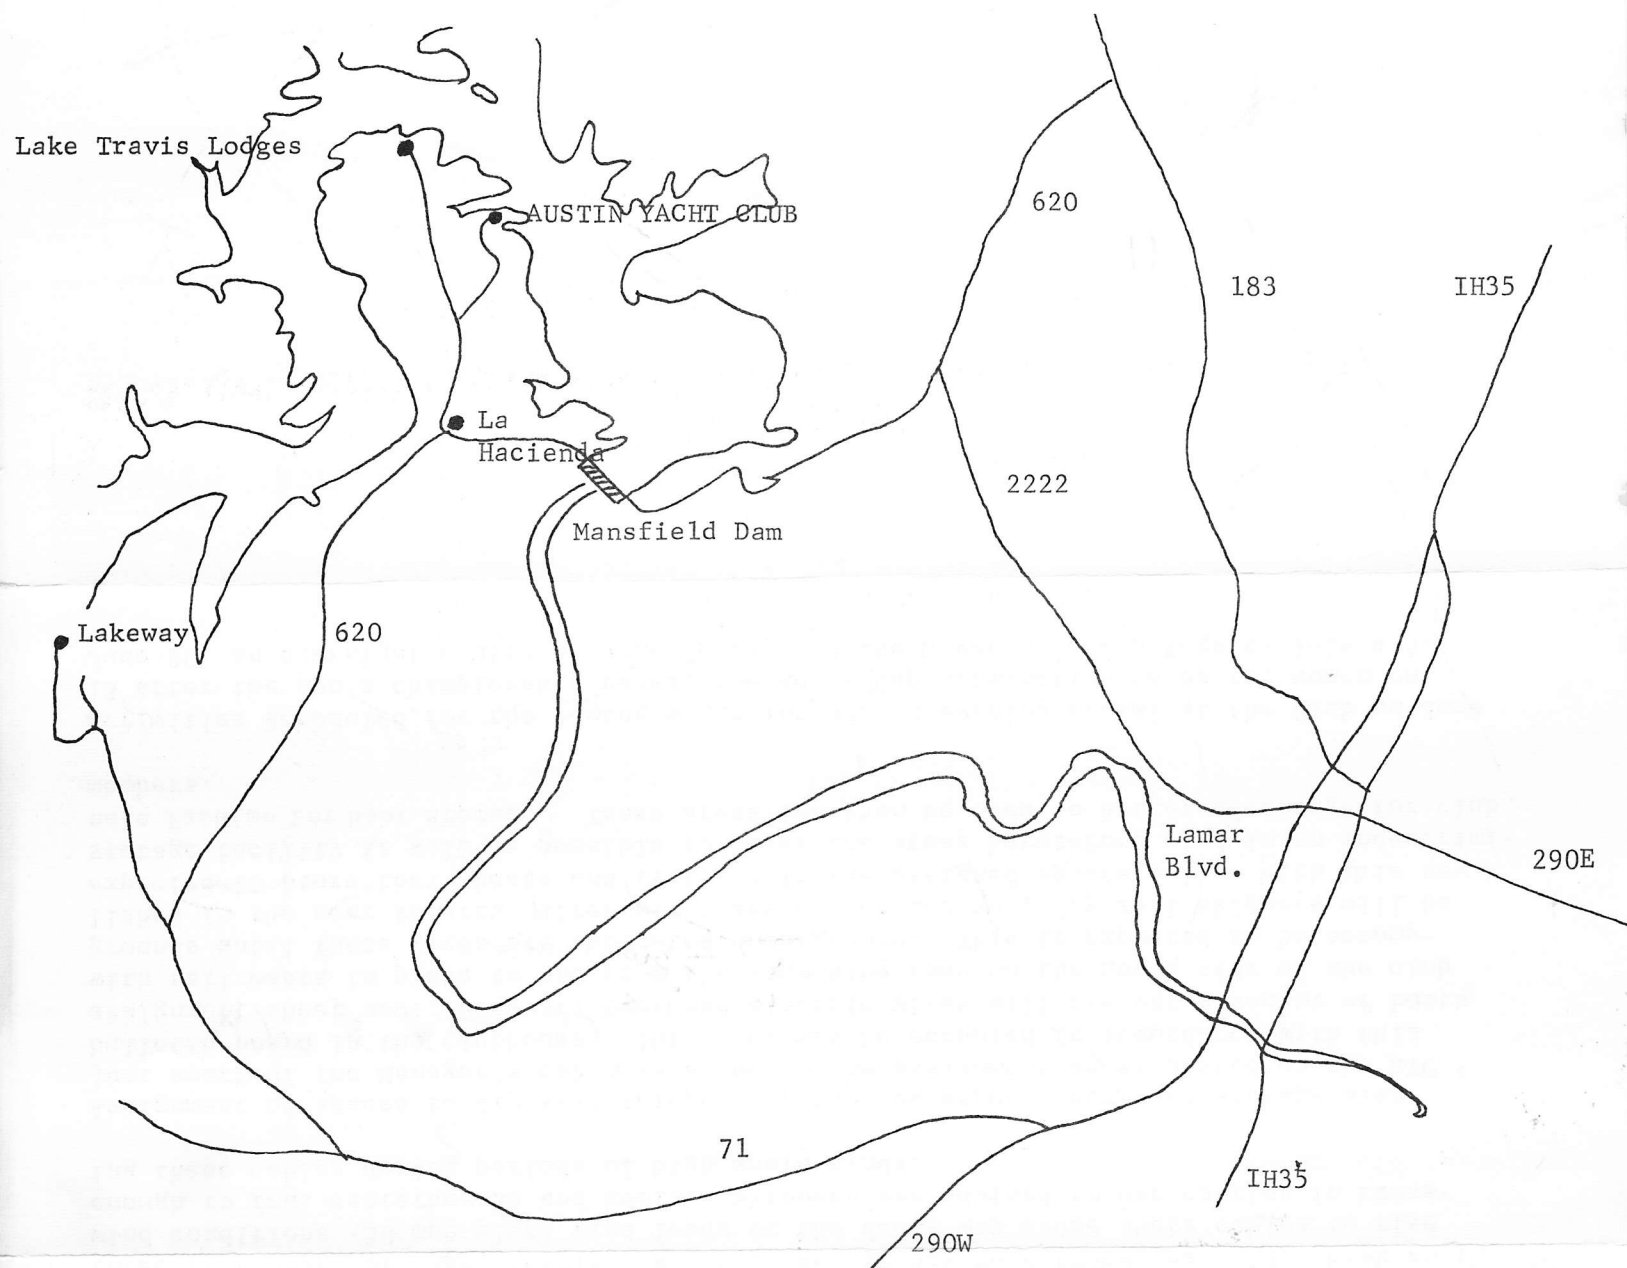 Lake Travis Lodges
AUSTIN YACHT CLUB
620
183
IH35
La
Hacienda
2222
Mansfield Dam
Lakeway
620
Lamar
Blvd.
290E
71
IH35
290W